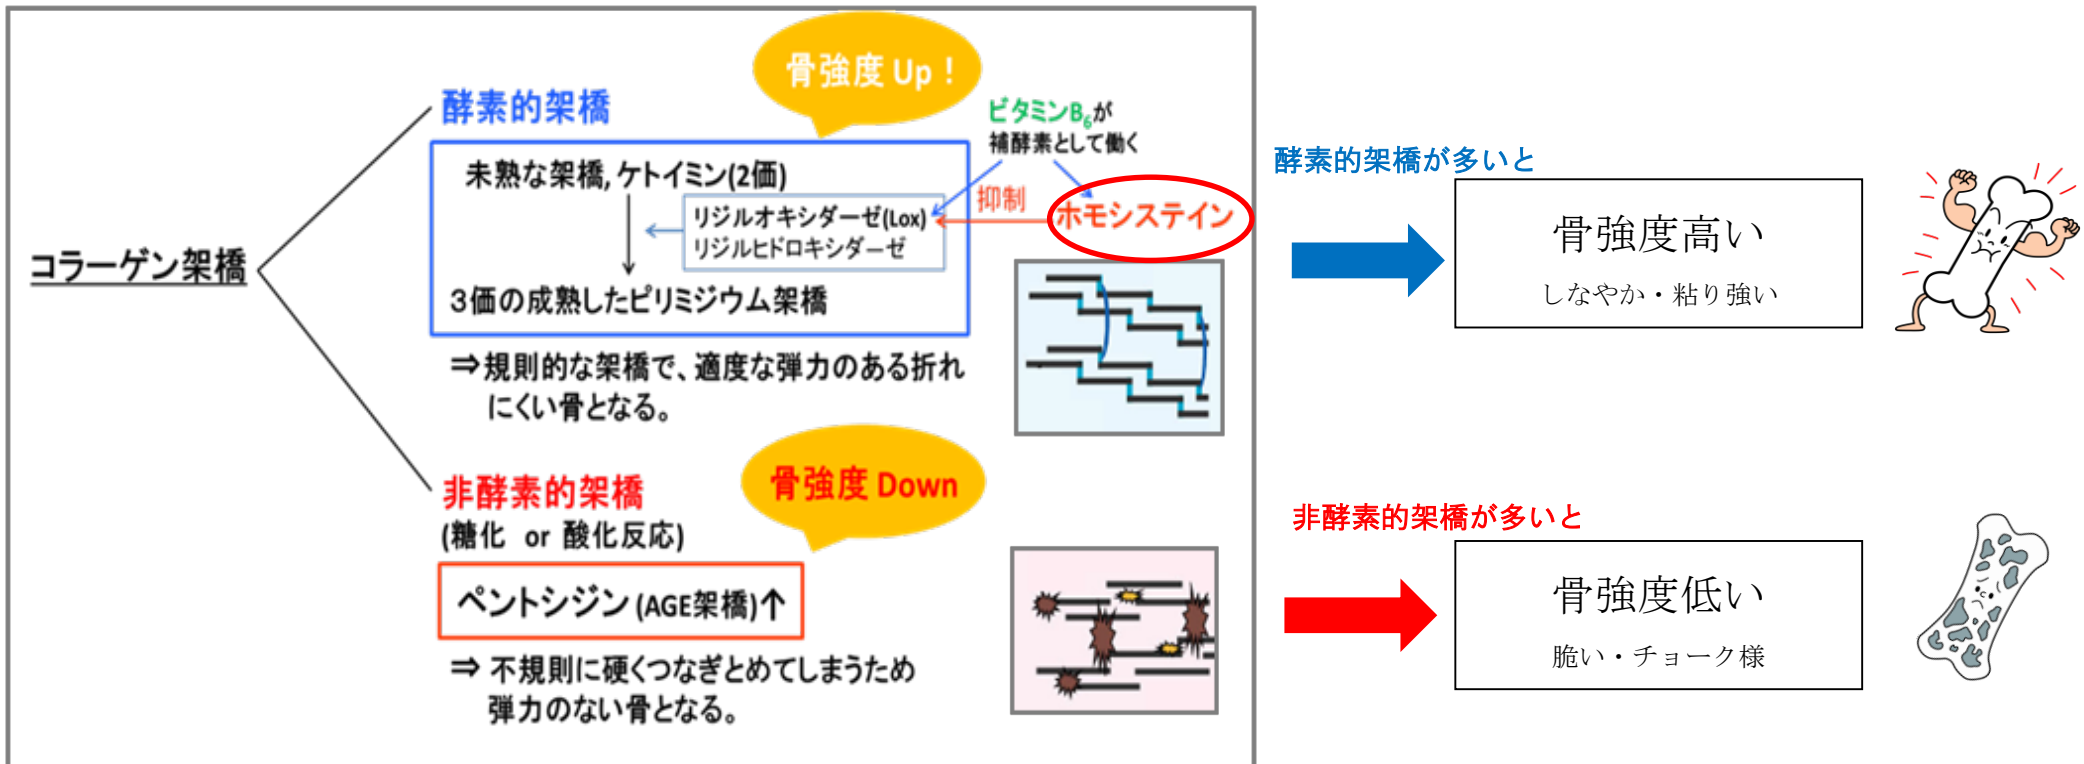 骨強度 Up！
酵素的架橋
ビタミンB₆が
補酵素として働く
未熟な架橋, ケトイミン(2価)
リジルオキシダーゼ(Lox)
リジルヒドロキシダーゼ
抑制
ホモシステイン
コラーゲン架橋
3価の成熟したピリミジウム架橋
⇒規則的な架橋で、適度な弾力のある折れ
にくい骨となる。
骨強度 Down
非酵素的架橋
(糖化 or 酸化反応)
ペントシジン(AGE架橋)↑
⇒ 不規則に硬くつなぎとめてしまうため
弾力のない骨となる。
酵素的架橋が多いと
骨強度高い
しなやか・粘り強い
非酵素的架橋が多いと
骨強度低い
脆い・チョーク様